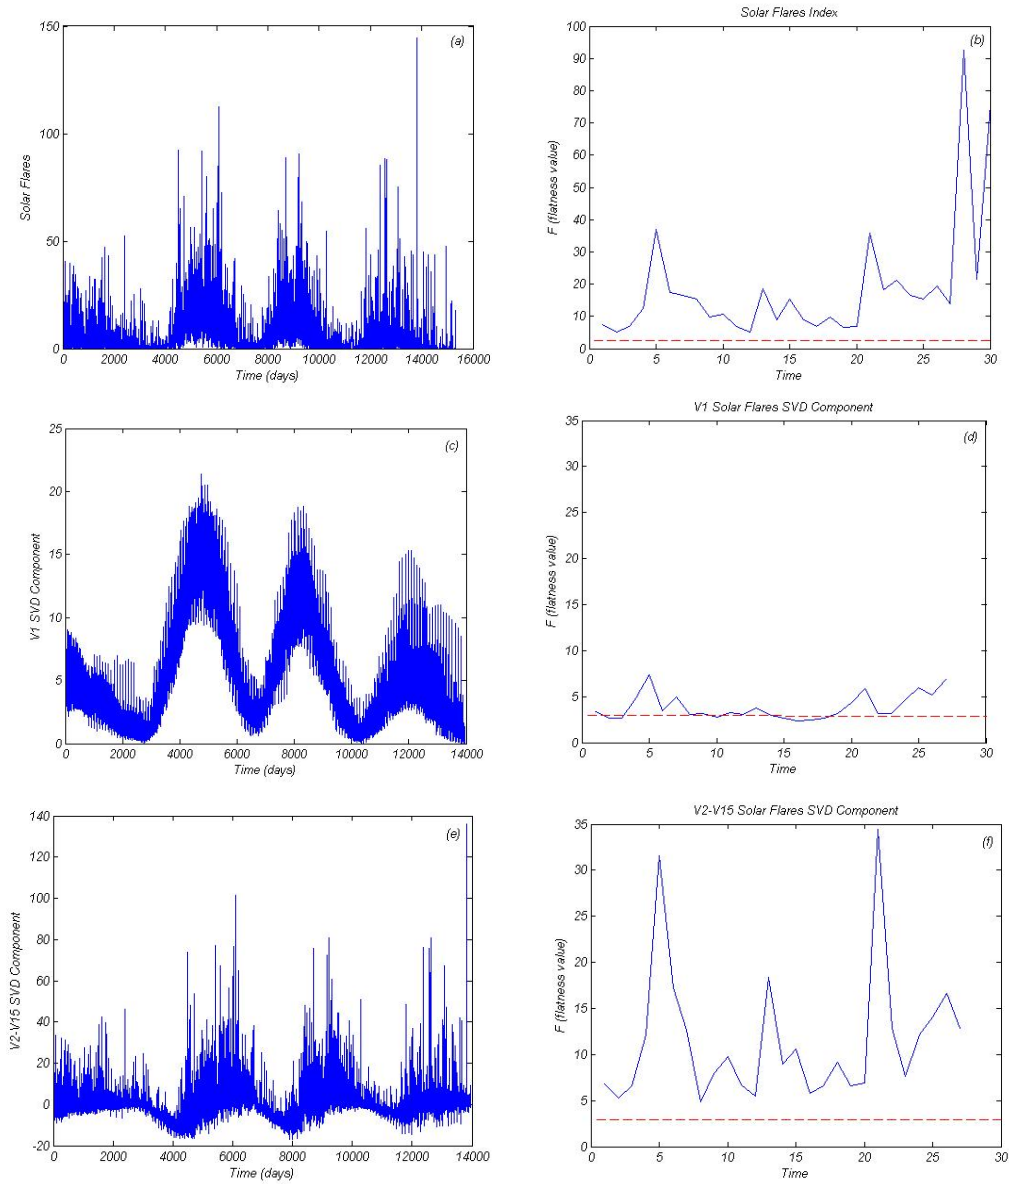 (a)
Solar Flares
150
100
50
0
0 2000 4000 6000 8000 10000 12000 14000 16000
Time (days)
Solar Flares Index
(b)
F (flatness value)
100
90
80
70
60
50
40
30
20
10
0
0 5 10 15 20 25 30
Time
(c)
V1 SVD Component
25
20
15
10
5
0
0 2000 4000 6000 8000 10000 12000 14000
Time (days)
V1 Solar Flares SVD Component
(d)
F (flatness value)
35
30
25
20
15
10
5
0
0 5 10 15 20 25 30
Time
(e)
V2-V15 SVD Component
140
120
100
80
60
40
20
0
-20
0 2000 4000 6000 8000 10000 12000 14000
Time (days)
V2-V15 Solar Flares SVD Component
(f)
F (flatness value)
35
30
25
20
15
10
5
0
0 5 10 15 20 25 30
Time